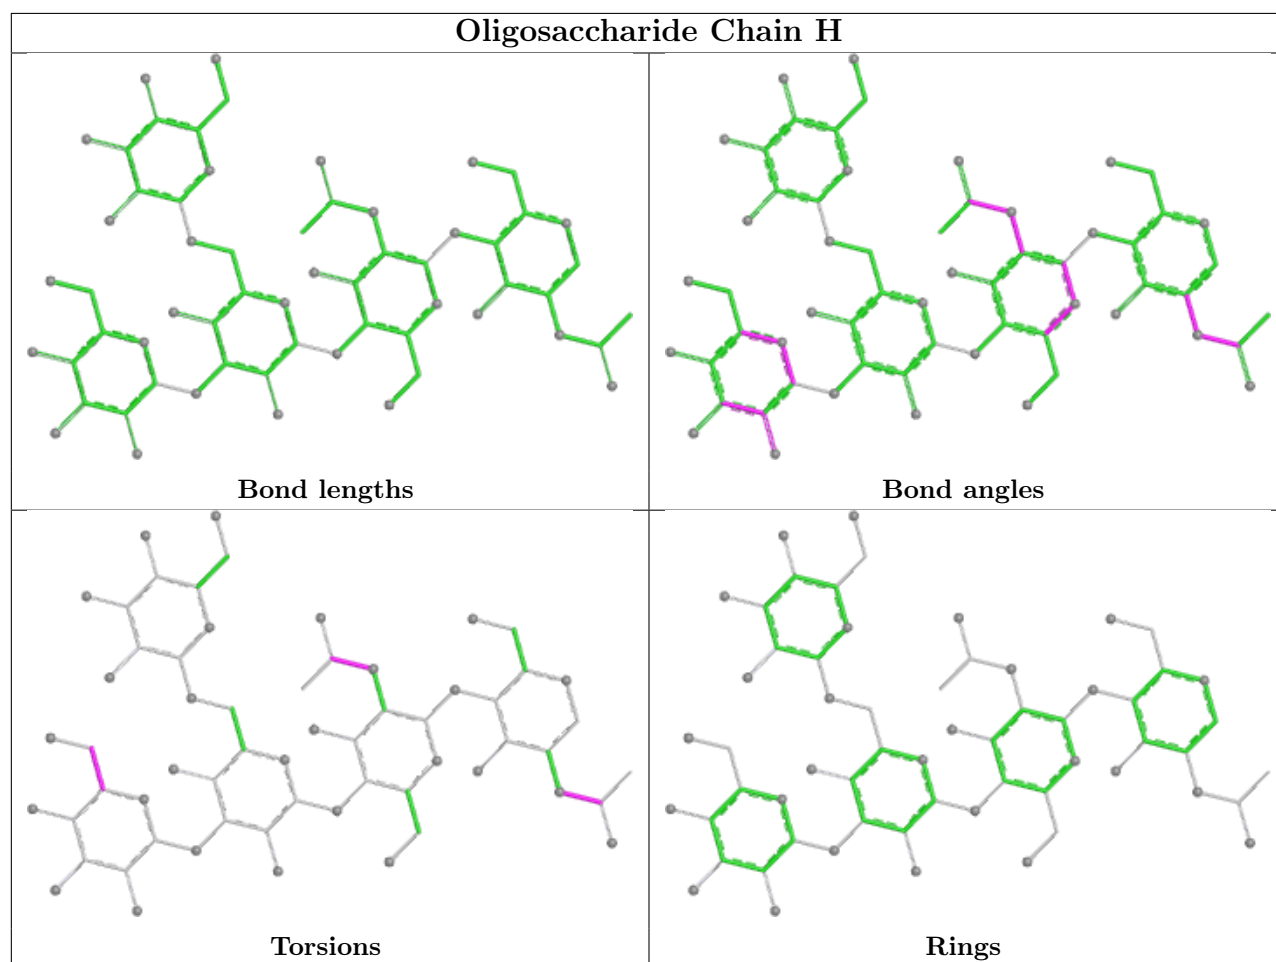 Oligosaccharide Chain H
Bond lengths
Bond angles
Torsions
Rings